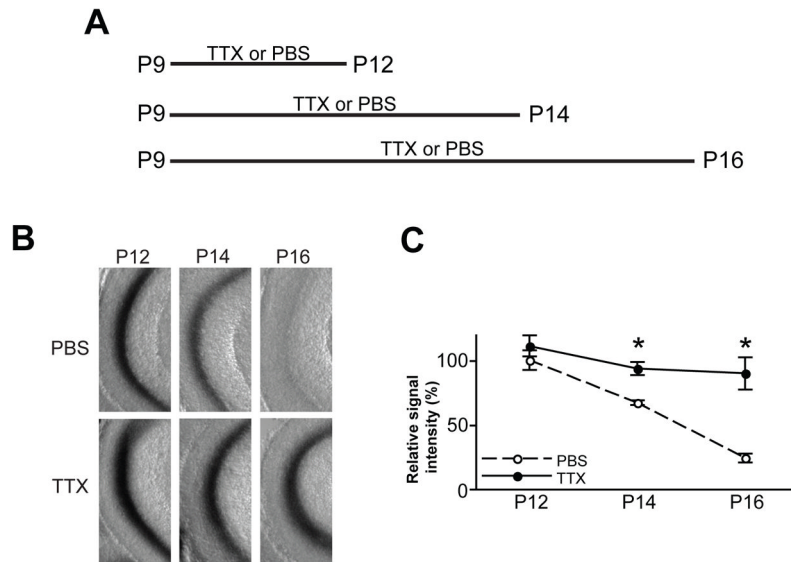 A
P9 TTX or PBS P12
P9 TTX or PBS P14
P9 TTX or PBS P16
B
P12 P14 P16
PBS
TTX
C
Relative signal
intensity (%)
100
50
0
* *
PBS
TTX
P12 P14 P16